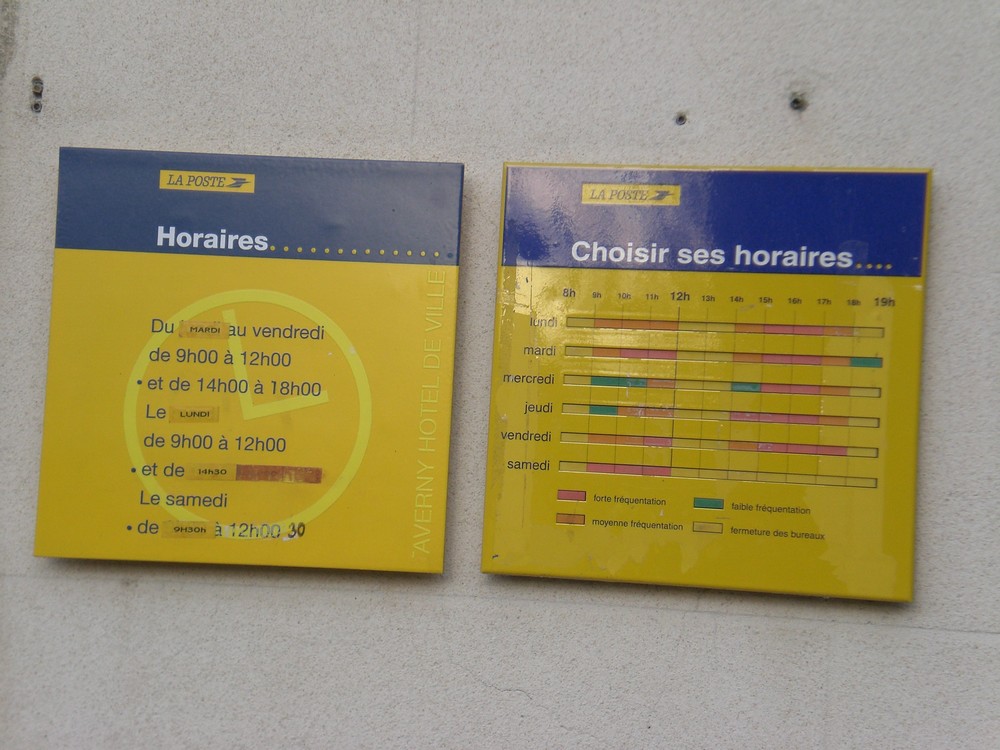 LA POSTE
Horaires..............
Du MARDI au vendredi
de 9h00 à 12h00
• et de 14h00 à 18h00
Le LUNDI
de 9h00 à 12h00
• et de 14H30
Le samedi
• de 9H30H à 12h00 30
AVERNY HOTEL DE VILLE
LA POSTE
Choisir ses horaires....
8h 9h 10h 11h 12h 13h 14h 15h 16h 17h 18h 19h
lundi
mardi
mercredi
jeudi
vendredi
samedi
forte fréquentation
faible fréquentation
moyenne fréquentation
fermeture des bureaux